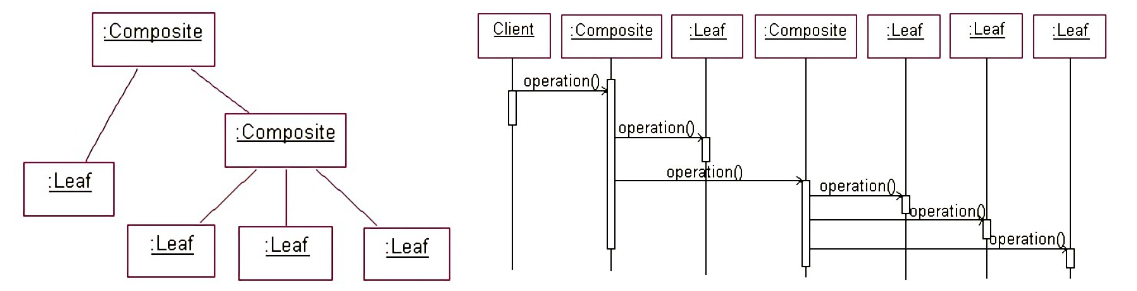 :Composite
:Composite
:Leaf
:Leaf
:Leaf
:Leaf
Client
:Composite
:Leaf
:Composite
:Leaf
:Leaf
:Leaf
operation()
operation()
operation()
operation()
operation()
operation()